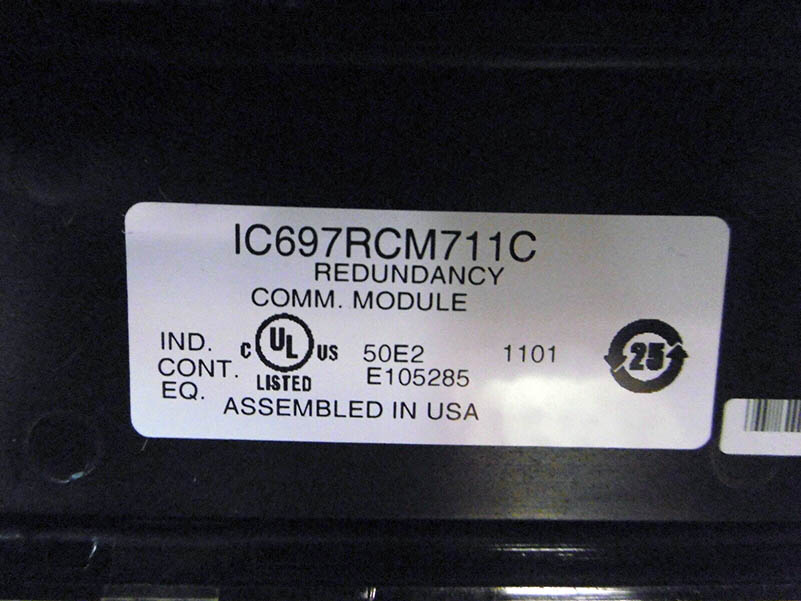 IC697RCM711C
REDUNDANCY
COMM. MODULE
IND.
CONT.
EQ.
C UL US
LISTED
50E2 1101
E105285
25
ASSEMBLED IN USA